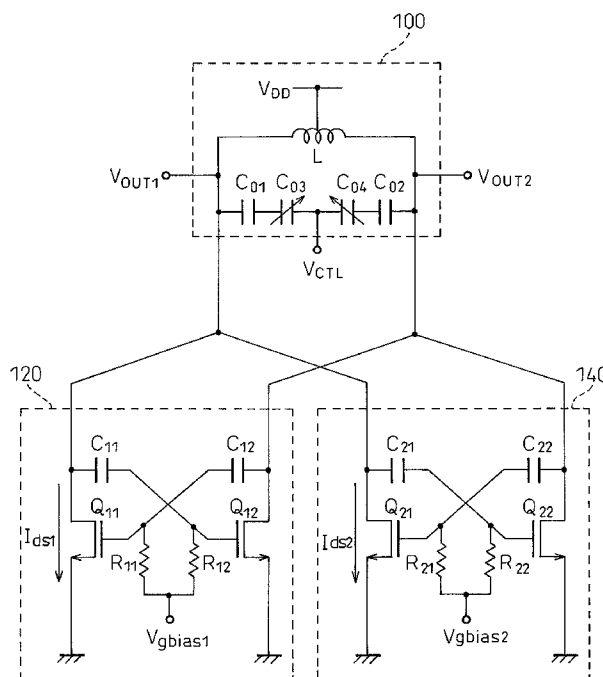 100
VDD
L
VOUT1
VOUT2
C01 C03 C04 C02
VCTL
120
140
C11 C12 C21 C22
Q11 Q12 Q21 Q22
Ids1 Ids2
R11 R12 R21 R22
Vgbias1 Vgbias2